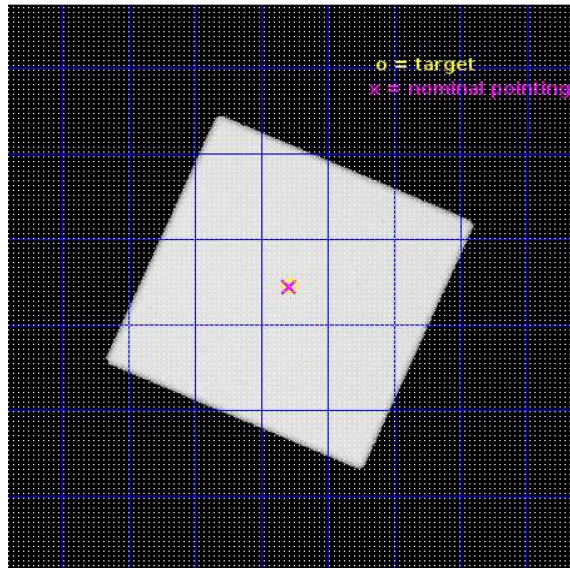 o = target
x = nominal pointing